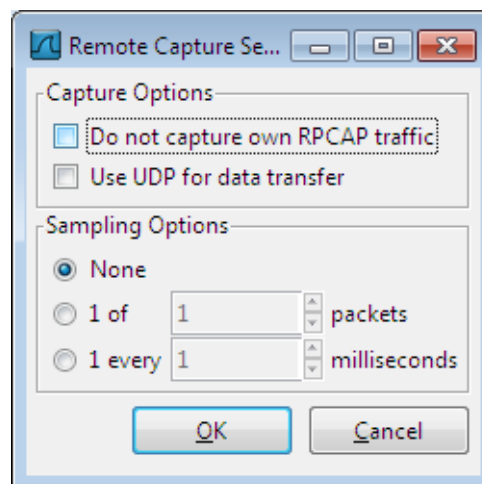 Remote Capture Se...
Capture Options
Do not capture own RPCAP traffic
Use UDP for data transfer
Sampling Options
None
1 of 1 packets
1 every 1 milliseconds
OK Cancel